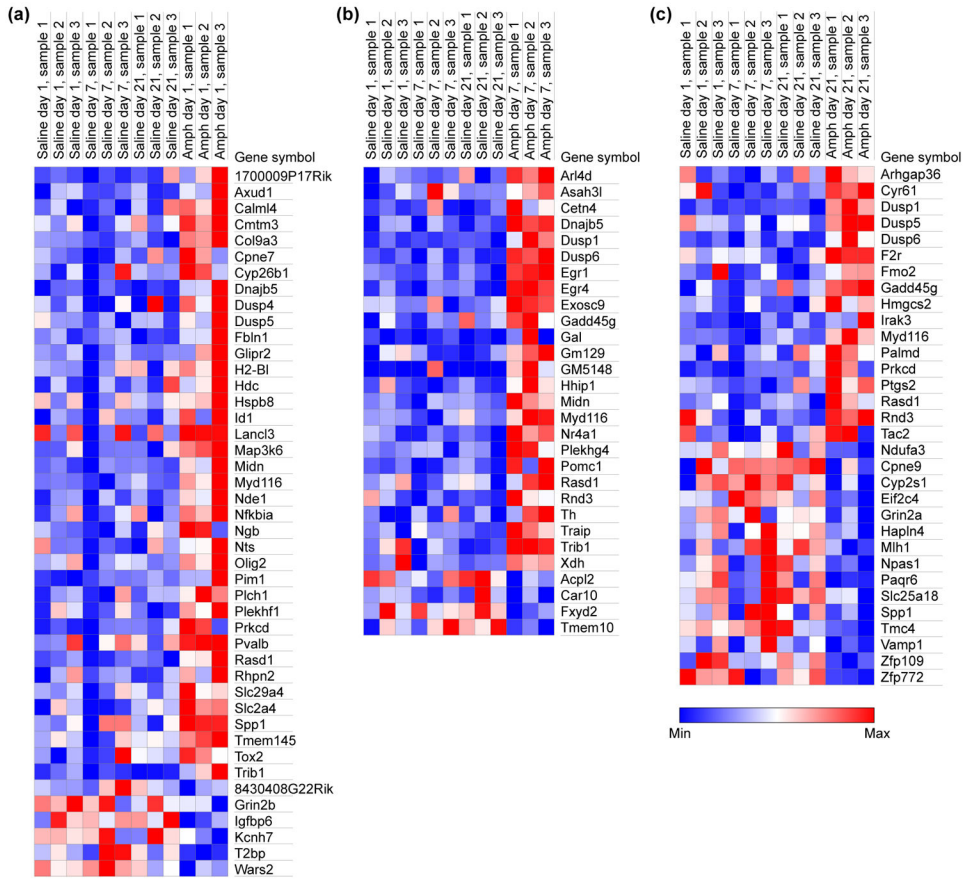 (a)
Saline day 1, sample 1
Saline day 1, sample 2
Saline day 1, sample 3
Saline day 7, sample 1
Saline day 7, sample 2
Saline day 7, sample 3
Saline day 21, sample 1
Saline day 21, sample 2
Saline day 21, sample 3
Amph day 1, sample 1
Amph day 1, sample 2
Amph day 1, sample 3
Gene symbol
1700009P17Rik
Axud1
Calml4
Cmtm3
Col9a3
Cpne7
Cyp26b1
Dnajb5
Dusp4
Dusp5
Fbln1
Glipr2
H2-Bl
Hdc
Hspb8
Id1
Lancl3
Map3k6
Midn
Myd116
Nde1
Nfkbia
Ngb
Nts
Olig2
Pim1
Plch1
Plekhf1
Prkcd
Pvalb
Rasd1
Rhpn2
Slc29a4
Slc2a4
Spp1
Tmem145
Tox2
Trib1
8430408G22Rik
Grin2b
Igfbp6
Kcnh7
T2bp
Wars2
(b)
Saline day 1, sample 1
Saline day 1, sample 2
Saline day 1, sample 3
Saline day 7, sample 1
Saline day 7, sample 2
Saline day 7, sample 3
Saline day 21, sample 1
Saline day 21, sample 2
Saline day 21, sample 3
Amph day 7, sample 1
Amph day 7, sample 2
Amph day 7, sample 3
Gene symbol
Arl4d
Asah3l
Cetn4
Dnajb5
Dusp1
Dusp6
Egr1
Egr4
Exosc9
Gadd45g
Gal
Gm129
GM5148
Hhip1
Midn
Myd116
Nr4a1
Plekhg4
Pomc1
Rasd1
Rnd3
Th
Traip
Trib1
Xdh
Acpl2
Car10
Fxyd2
Tmem10
(c)
Saline day 1, sample 1
Saline day 1, sample 2
Saline day 1, sample 3
Saline day 7, sample 1
Saline day 7, sample 2
Saline day 7, sample 3
Saline day 21, sample 1
Saline day 21, sample 2
Saline day 21, sample 3
Amph day 21, sample 1
Amph day 21, sample 2
Amph day 21, sample 3
Gene symbol
Arhgap36
Cyr61
Dusp1
Dusp5
Dusp6
F2r
Fmo2
Gadd45g
Hmgcs2
Irak3
Myd116
Palmd
Prkcd
Ptgs2
Rasd1
Rnd3
Tac2
Ndufa3
Cpne9
Cyp2s1
Eif2c4
Grin2a
Hapln4
Mlh1
Npas1
Paqr6
Slc25a18
Spp1
Tmc4
Vamp1
Zfp109
Zfp772
Min
Max